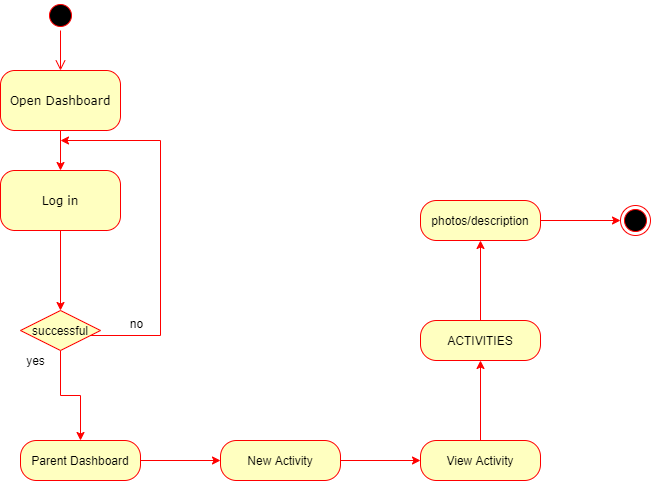 Open Dashboard
Log in
successful
no
yes
Parent Dashboard
New Activity
View Activity
ACTIVITIES
photos/description